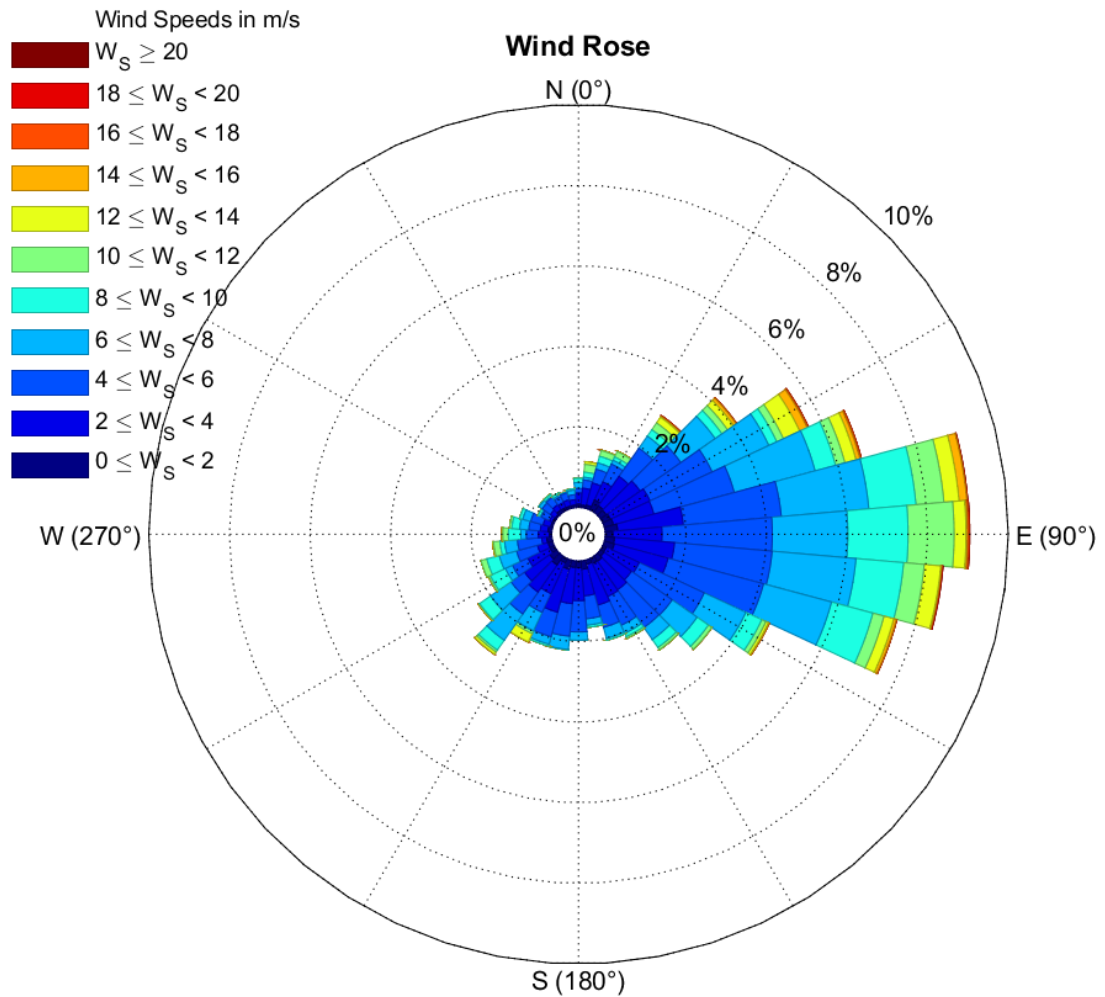 Wind Speeds in m/s
W_S ≥ 20
18 ≤ W_S < 20
16 ≤ W_S < 18
14 ≤ W_S < 16
12 ≤ W_S < 14
10 ≤ W_S < 12
8 ≤ W_S < 10
6 ≤ W_S < 8
4 ≤ W_S < 6
2 ≤ W_S < 4
0 ≤ W_S < 2
Wind Rose
N (0°)
10%
8%
6%
4%
2%
0%
W (270°)
E (90°)
S (180°)